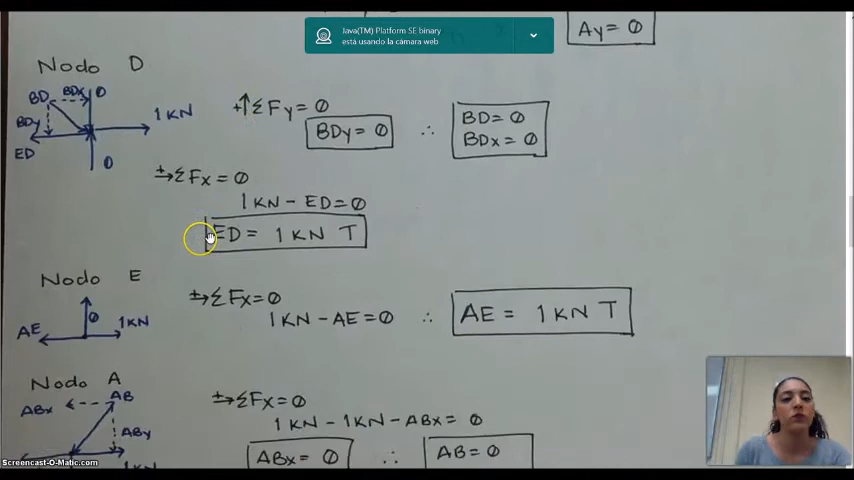 Java(TM) Platform SE binary
está usando la cámara web
Ay = 0
Nodo D
BD BDx 0
BDy
1 KN
ED
0
+↑ΣFy = 0
BDy = 0 ∴ BD = 0
BDx = 0
±→ΣFx = 0
1 KN - ED = 0
ED = 1 KN T
Nodo E
AE 0 1KN
±→ΣFx = 0
1 KN - AE = 0 ∴ AE = 1 KN T
Nodo A
ABx AB
ABy
1KN
±→ΣFx = 0
1 KN - 1 KN - ABx = 0
ABx = 0 ∴ AB = 0
Screencast-O-Matic.com